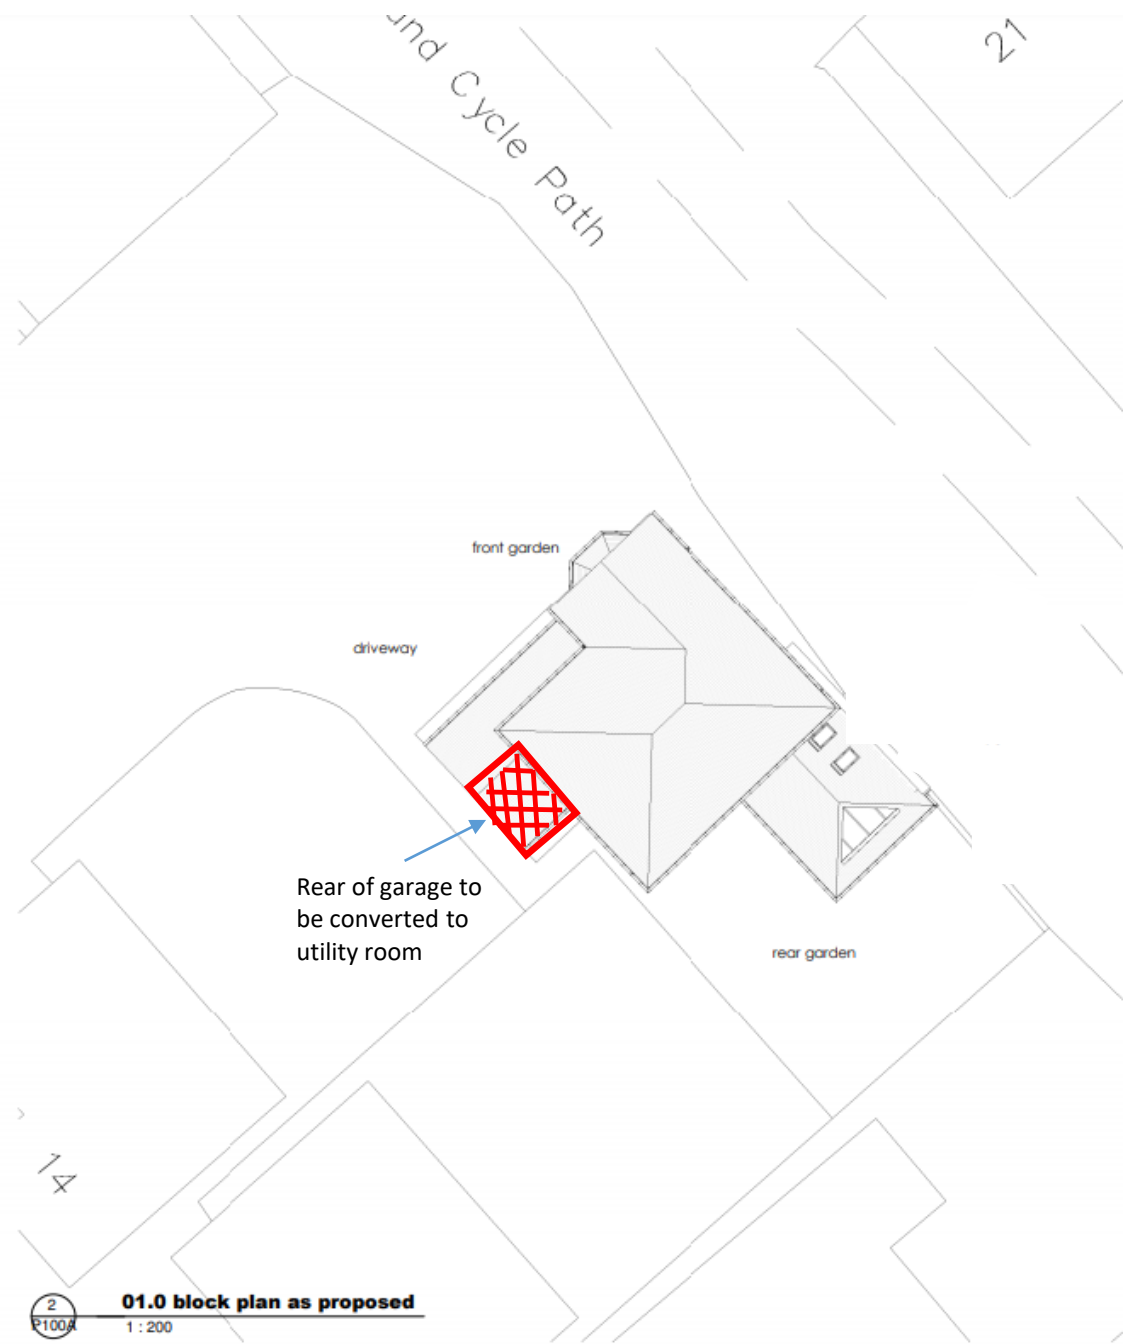 und Cycle Path
21
front garden
driveway
Rear of garage to
be converted to
utility room
rear garden
14
2
P100A
01.0 block plan as proposed
1 : 200